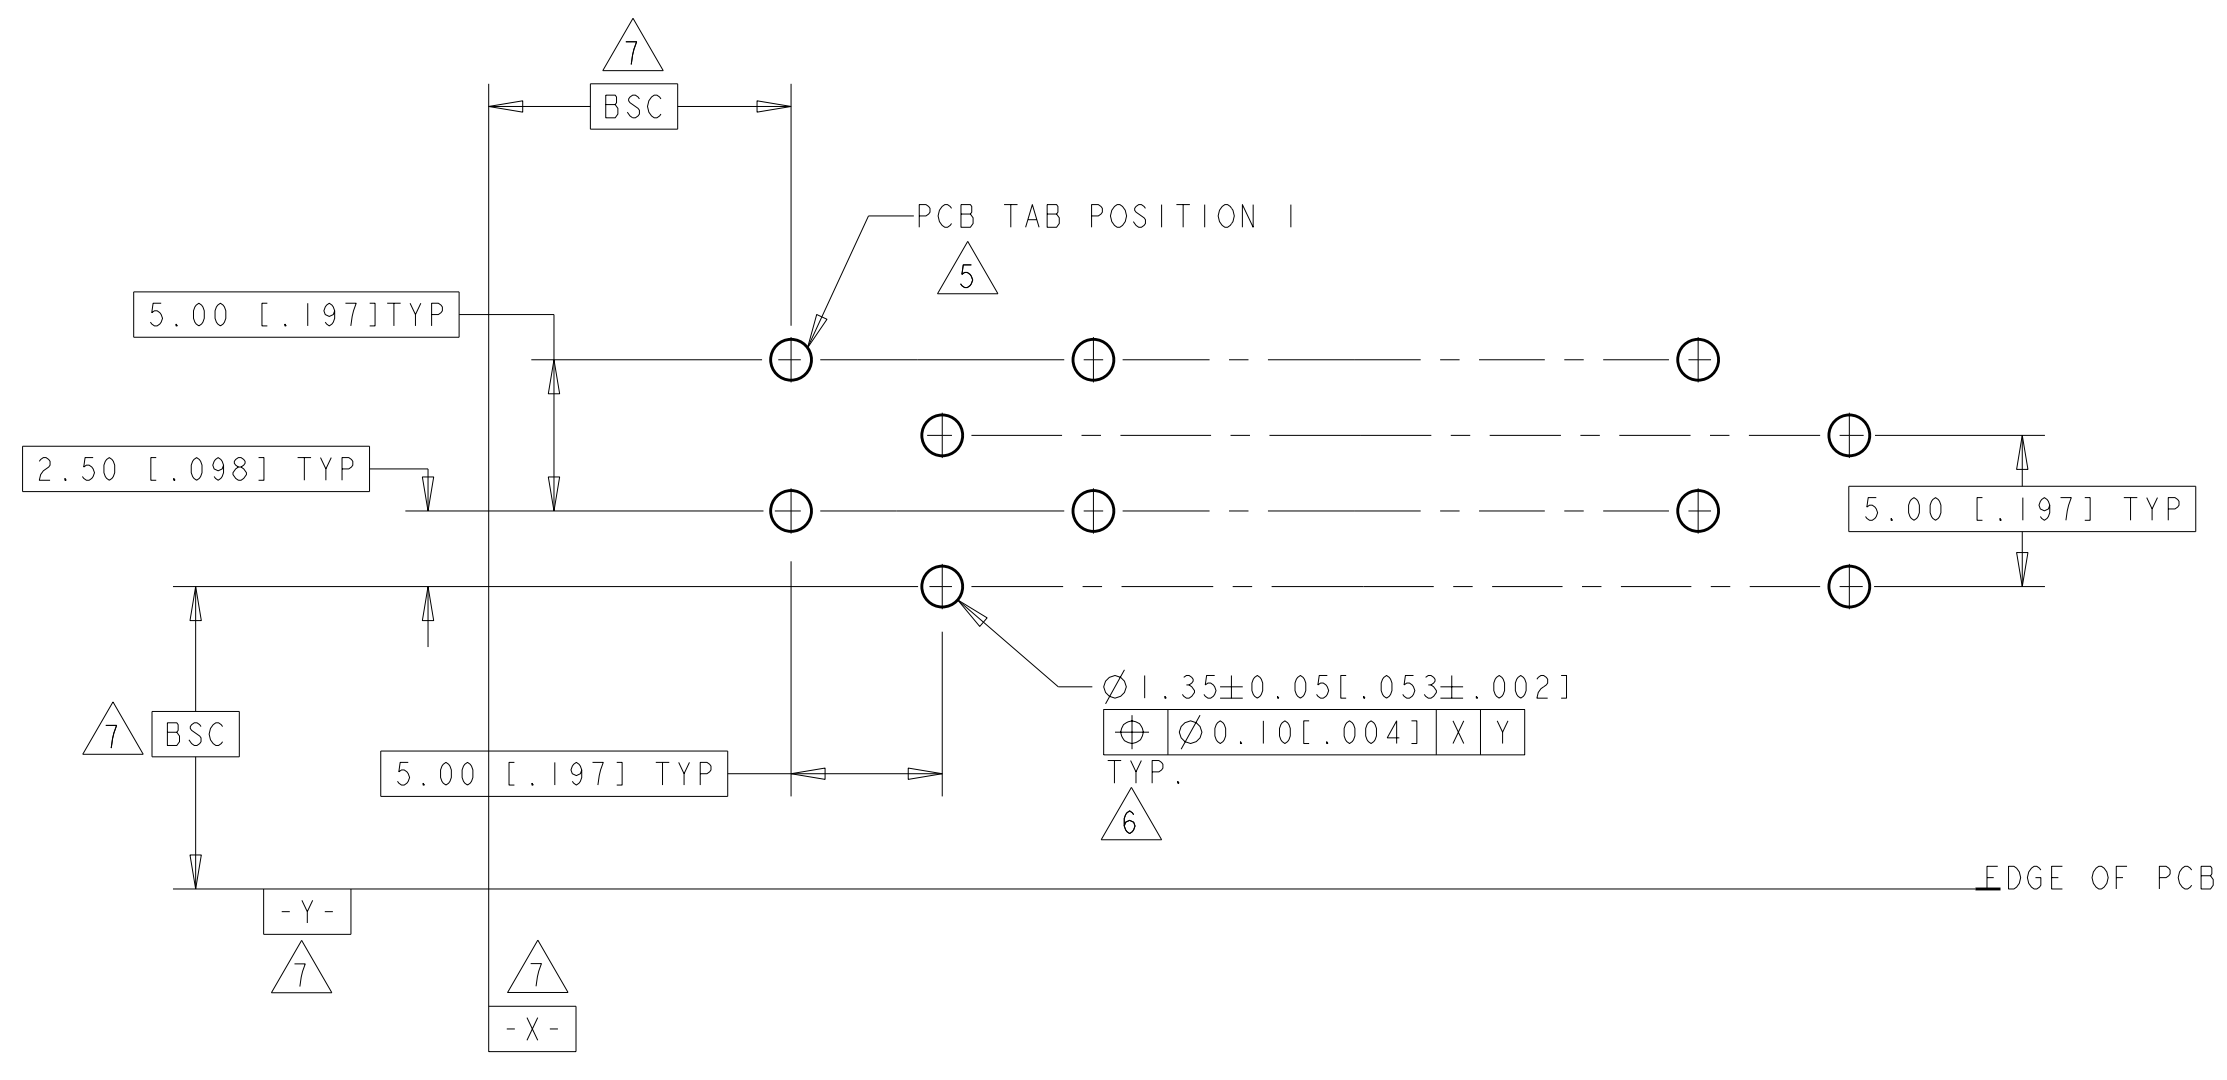 7
BSC
PCB TAB POSITION 1
5
5.00 [.197]TYP
2.50 [.098] TYP
5.00 [.197] TYP
7
BSC
5.00 [.197] TYP
Ø1.35±0.05[.053±.002]
⌖ Ø0.10[.004] X Y
TYP.
6
EDGE OF PCB
-Y-
7
7
-X-